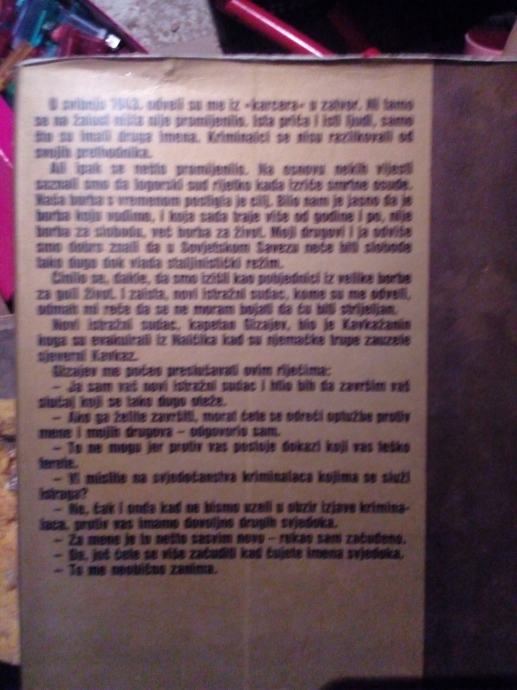 U svibnju 1943. odveli su me iz »karcera« u zatvor. Ni tamo
se na žalost ništa nije promijenilo. Ista priča i isti ljudi, samo
što su imali druga imena. Kriminalci se nisu razlikovali od
svojih prethodnika.
Ali ipak se nešto promijenilo. Na osnovu nekih vijesti
saznali smo da logorski sud rijetko kada izriče smrtne osude.
Naša borba s vremenom postigla je cilj. Bilo nam je jasno da je
borba koju vodimo, i koja sada traje više od godine i po, nije
borba za slobodu, već borba za život. Moji drugovi i ja odviše
smo dobro znali da u Sovjetskom Savezu neće biti slobode
tako dugo dok vlada staljinistički režim.
Činilo se, dakle, da smo izišli kao pobjednici iz velike borbe
za goli život. I zaista, novi istražni sudac, kome su me odveli,
odmah mi reče da se ne moram bojati da ću biti strijeljan.
Novi istražni sudac, kapetan Gizajev, bio je Kavkažanin
koga su evakuirali iz Naljčika kad su njemačke trupe zauzele
sjeverni Kavkaz.
Gizajev me počeo preslušavati ovim riječima:
– Ja sam vaš novi istražni sudac i htio bih da završim vaš
slučaj koji se tako dugo oteže.
– Ako ga želite završiti, morat ćete se odreći optužbe protiv
mene i mojih drugova – odgovorio sam.
– To ne mogu jer protiv vas postoje dokazi koji vas teško
terete.
– Vi mislite na svjedočanstva kriminalaca kojima se služi
istraga?
– Ne, čak i onda kad ne bismo uzeli u obzir izjave krimina-
laca, protiv vas imamo dovoljno drugih svjedoka.
– Za mene je to nešto sasvim novo – rekao sam začuđeno.
– Da, još ćete se više začuditi kad čujete imena svjedoka.
– To me neobično zanima.